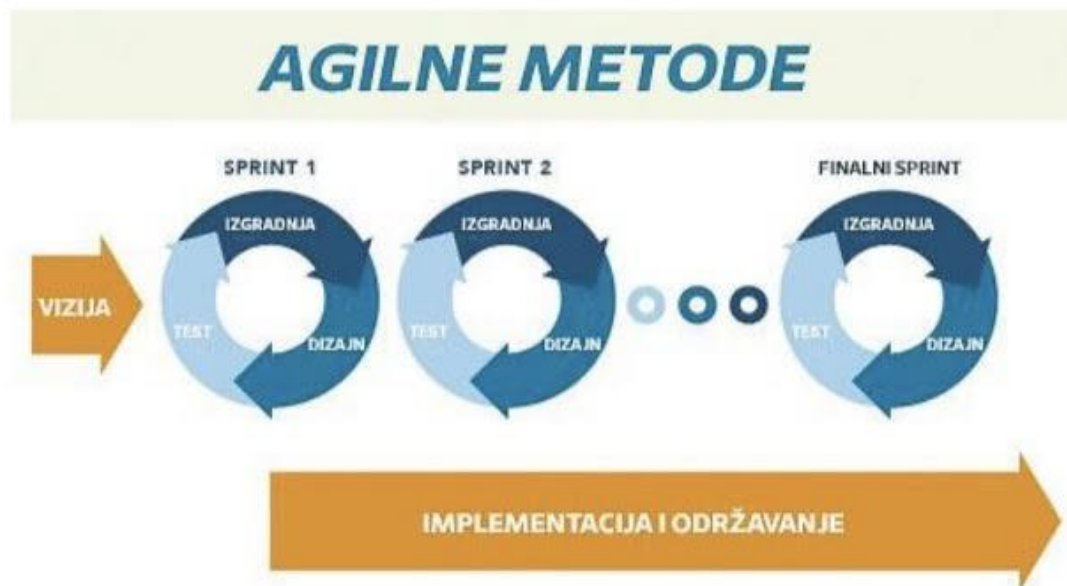 AGILNE METODE
SPRINT 1
SPRINT 2
FINALNI SPRINT
VIZIJA
IZGRADNJA
TEST
DIZAJN
IZGRADNJA
TEST
DIZAJN
IZGRADNJA
TEST
DIZAJN
IMPLEMENTACIJA I ODRŽAVANJE